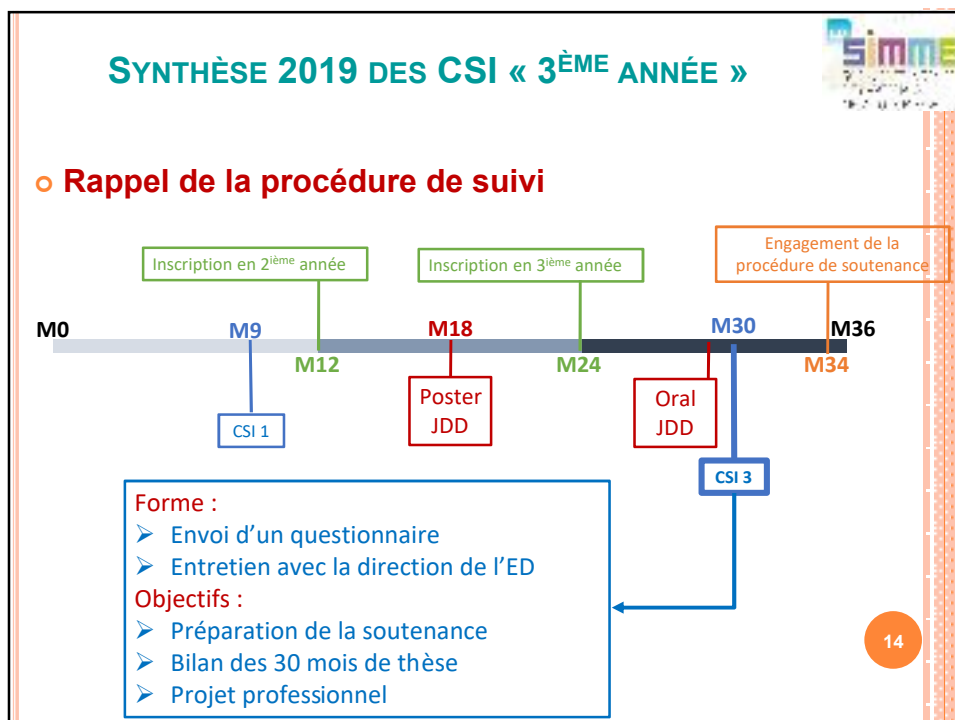 SYNTHÈSE 2019 DES CSI « 3ÈME ANNÉE »
SIMME
Rappel de la procédure de suivi
Inscription en 2ième année
Inscription en 3ième année
Engagement de la
procédure de soutenance
M0
M9
M18
M30
M36
M12
M24
M34
CSI 1
Poster
JDD
Oral
JDD
CSI 3
Forme :
Envoi d'un questionnaire
Entretien avec la direction de l'ED
Objectifs :
Préparation de la soutenance
Bilan des 30 mois de thèse
Projet professionnel
14